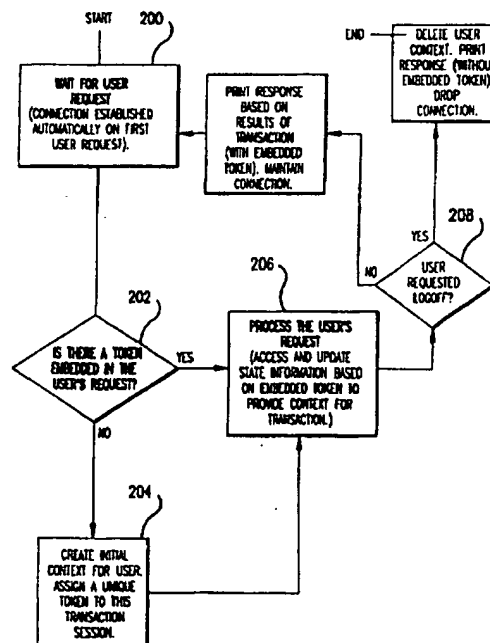 START
200
WAIT FOR USER
REQUEST
(CONNECTION ESTABLISHED
AUTOMATICALLY ON FIRST
USER REQUEST).
PRINT RESPONSE
BASED ON
RESULTS OF
TRANSACTION
(WITH EMBEDDED
TOKEN). MAINTAIN
CONNECTION.
END
DELETE USER
CONTEXT. PRINT
RESPONSE (WITHOUT
EMBEDDED TOKEN)
DROP
CONNECTION.
208
YES
NO
USER
REQUESTED
LOGOFF?
202
IS THERE A TOKEN
EMBEDDED IN THE
USER'S REQUEST?
YES
NO
206
PROCESS THE USER'S
REQUEST
(ACCESS AND UPDATE
STATE INFORMATION BASED
ON EMBEDDED TOKEN TO
PROVIDE CONTEXT FOR
TRANSACTION.)
204
CREATE INITIAL
CONTEXT FOR USER.
ASSIGN A UNIQUE
TOKEN TO THIS
TRANSACTION
SESSION.